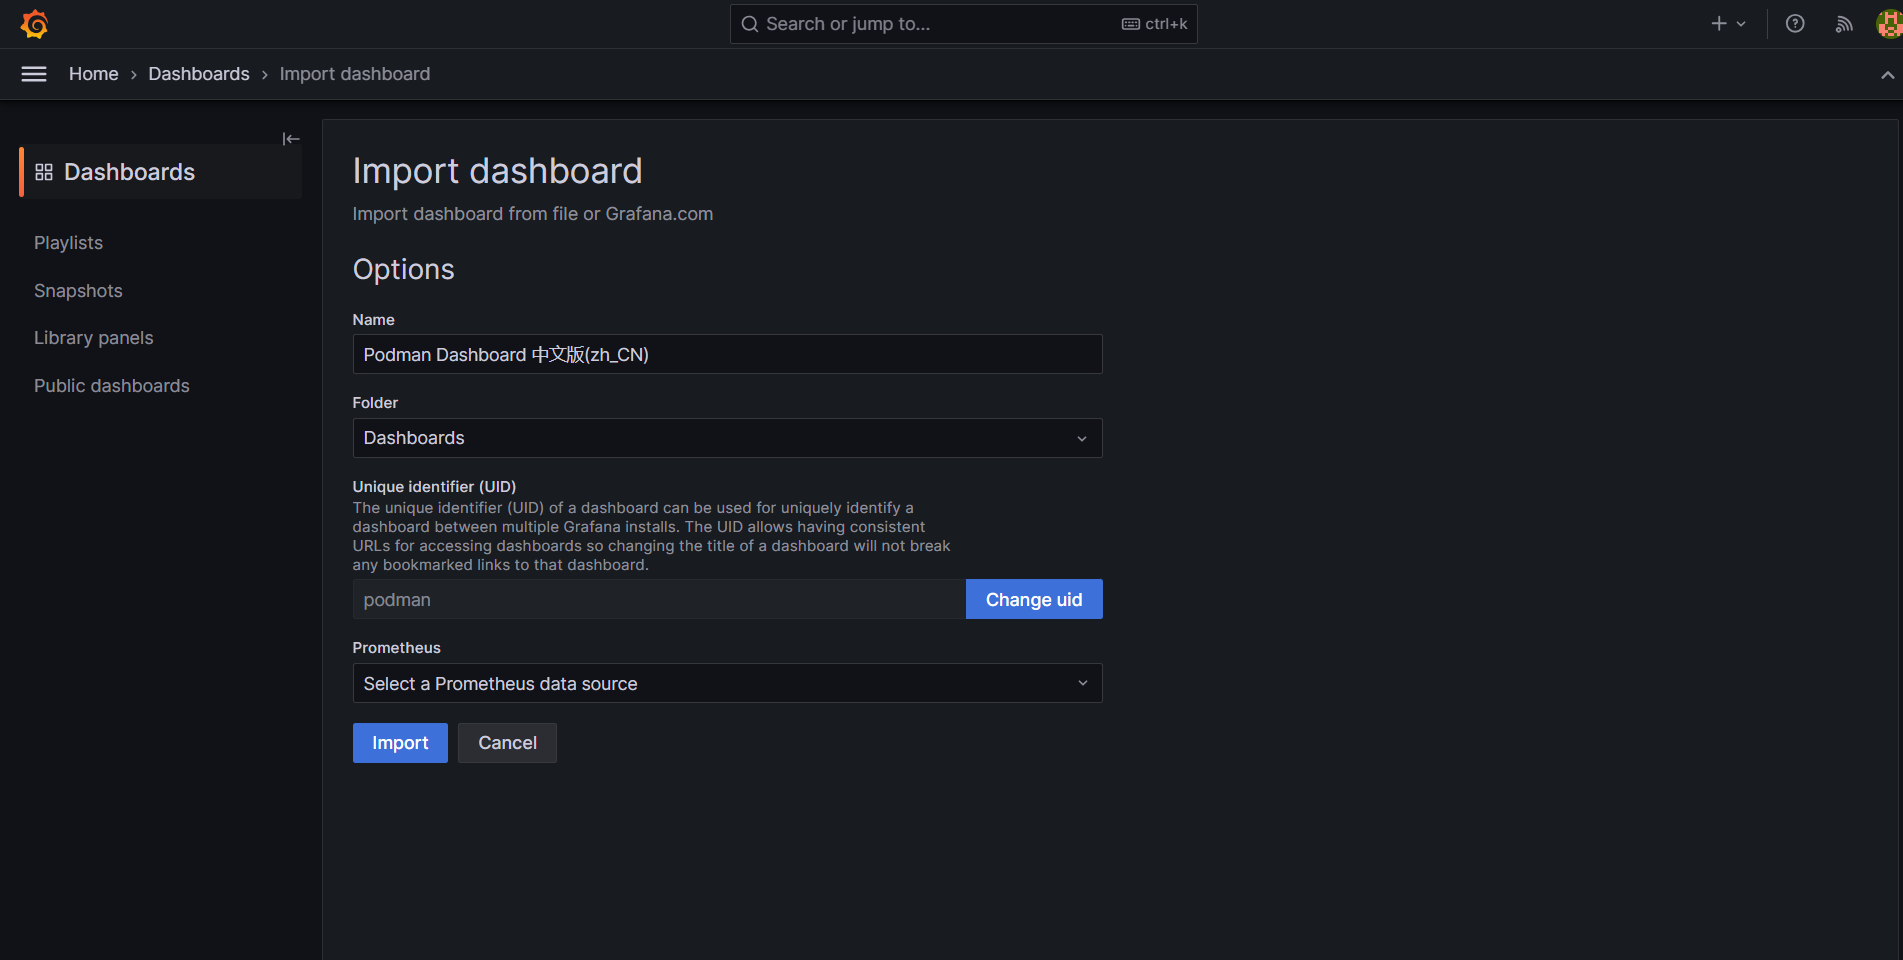 Search or jump to...
ctrl+k
Home › Dashboards › Import dashboard
Dashboards
Playlists
Snapshots
Library panels
Public dashboards
Import dashboard
Import dashboard from file or Grafana.com
Options
Name
Podman Dashboard 中文版(zh_CN)
Folder
Dashboards
Unique identifier (UID)
The unique identifier (UID) of a dashboard can be used for uniquely identify a
dashboard between multiple Grafana installs. The UID allows having consistent
URLs for accessing dashboards so changing the title of a dashboard will not break
any bookmarked links to that dashboard.
podman
Change uid
Prometheus
Select a Prometheus data source
Import
Cancel